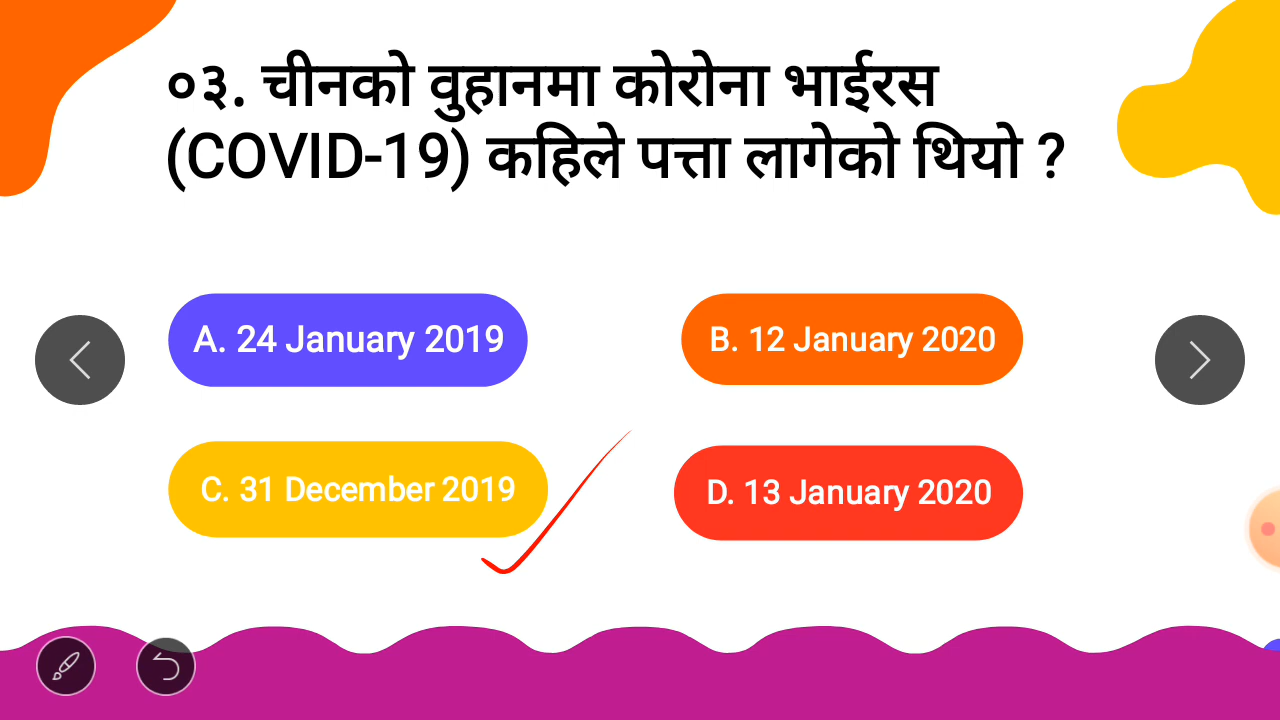 ०३. चीनको वुहानमा कोरोना भाईरस
(COVID-19) कहिले पत्ता लागेको थियो ?
A. 24 January 2019
B. 12 January 2020
C. 31 December 2019
D. 13 January 2020